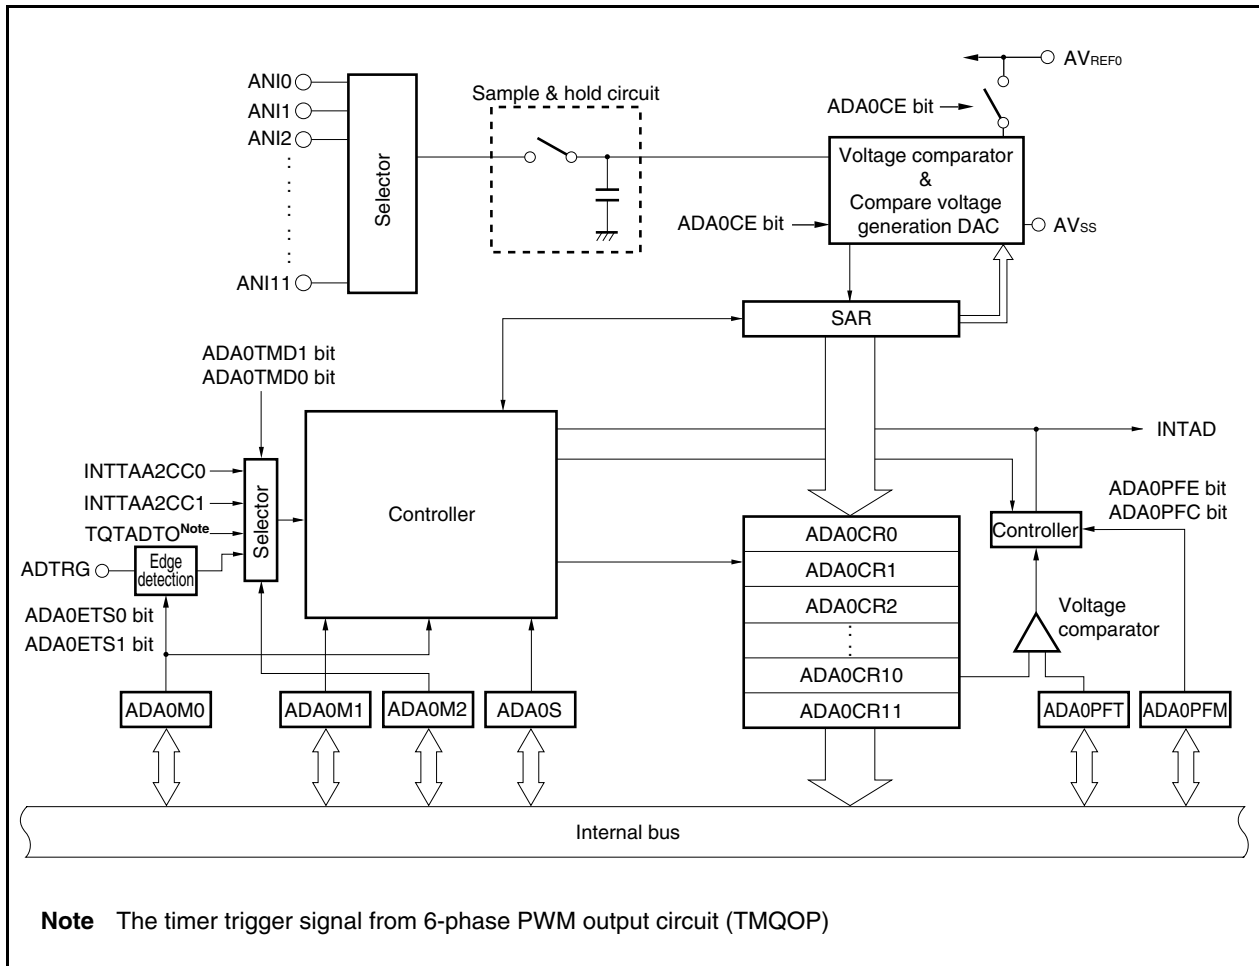 ANI0
ANI1
ANI2
ANI11
Selector
Sample & hold circuit
AVREF0
ADA0CE bit
Voltage comparator
&
Compare voltage
generation DAC
ADA0CE bit
AVSS
SAR
ADA0TMD1 bit
ADA0TMD0 bit
INTTAA2CC0
INTTAA2CC1
TQTADTO Note
ADTRG
Edge
detection
Selector
ADA0ETS0 bit
ADA0ETS1 bit
Controller
INTAD
ADA0PFE bit
ADA0PFC bit
Controller
Voltage
comparator
ADA0CR0
ADA0CR1
ADA0CR2
ADA0CR10
ADA0CR11
ADA0M0
ADA0M1
ADA0M2
ADA0S
ADA0PFT
ADA0PFM
Internal bus
Note The timer trigger signal from 6-phase PWM output circuit (TMQOP)